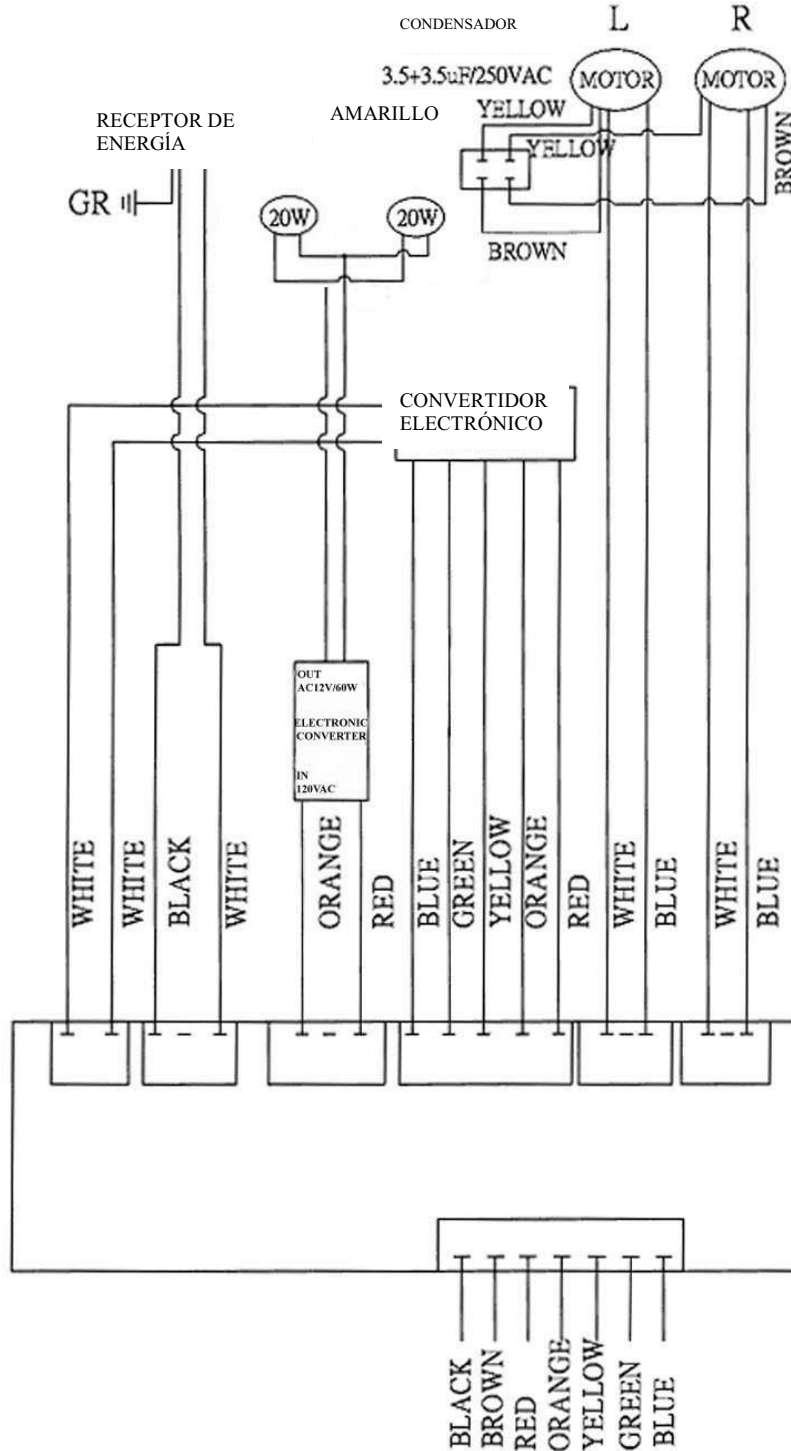 CONDENSADOR
L
R
3.5+3.5uF/250VAC
MOTOR
MOTOR
RECEPTOR DE
ENERGÍA
AMARILLO
YELLOW
YELLOW
BROWN
GR
20W
20W
BROWN
CONVERTIDOR
ELECTRÓNICO
OUT
AC12V/60W
ELECTRONIC
CONVERTER
IN
120VAC
WHITE
WHITE
BLACK
WHITE
ORANGE
RED
BLUE
GREEN
YELLOW
ORANGE
RED
WHITE
BLUE
WHITE
BLUE
BLACK
BROWN
RED
ORANGE
YELLOW
GREEN
BLUE